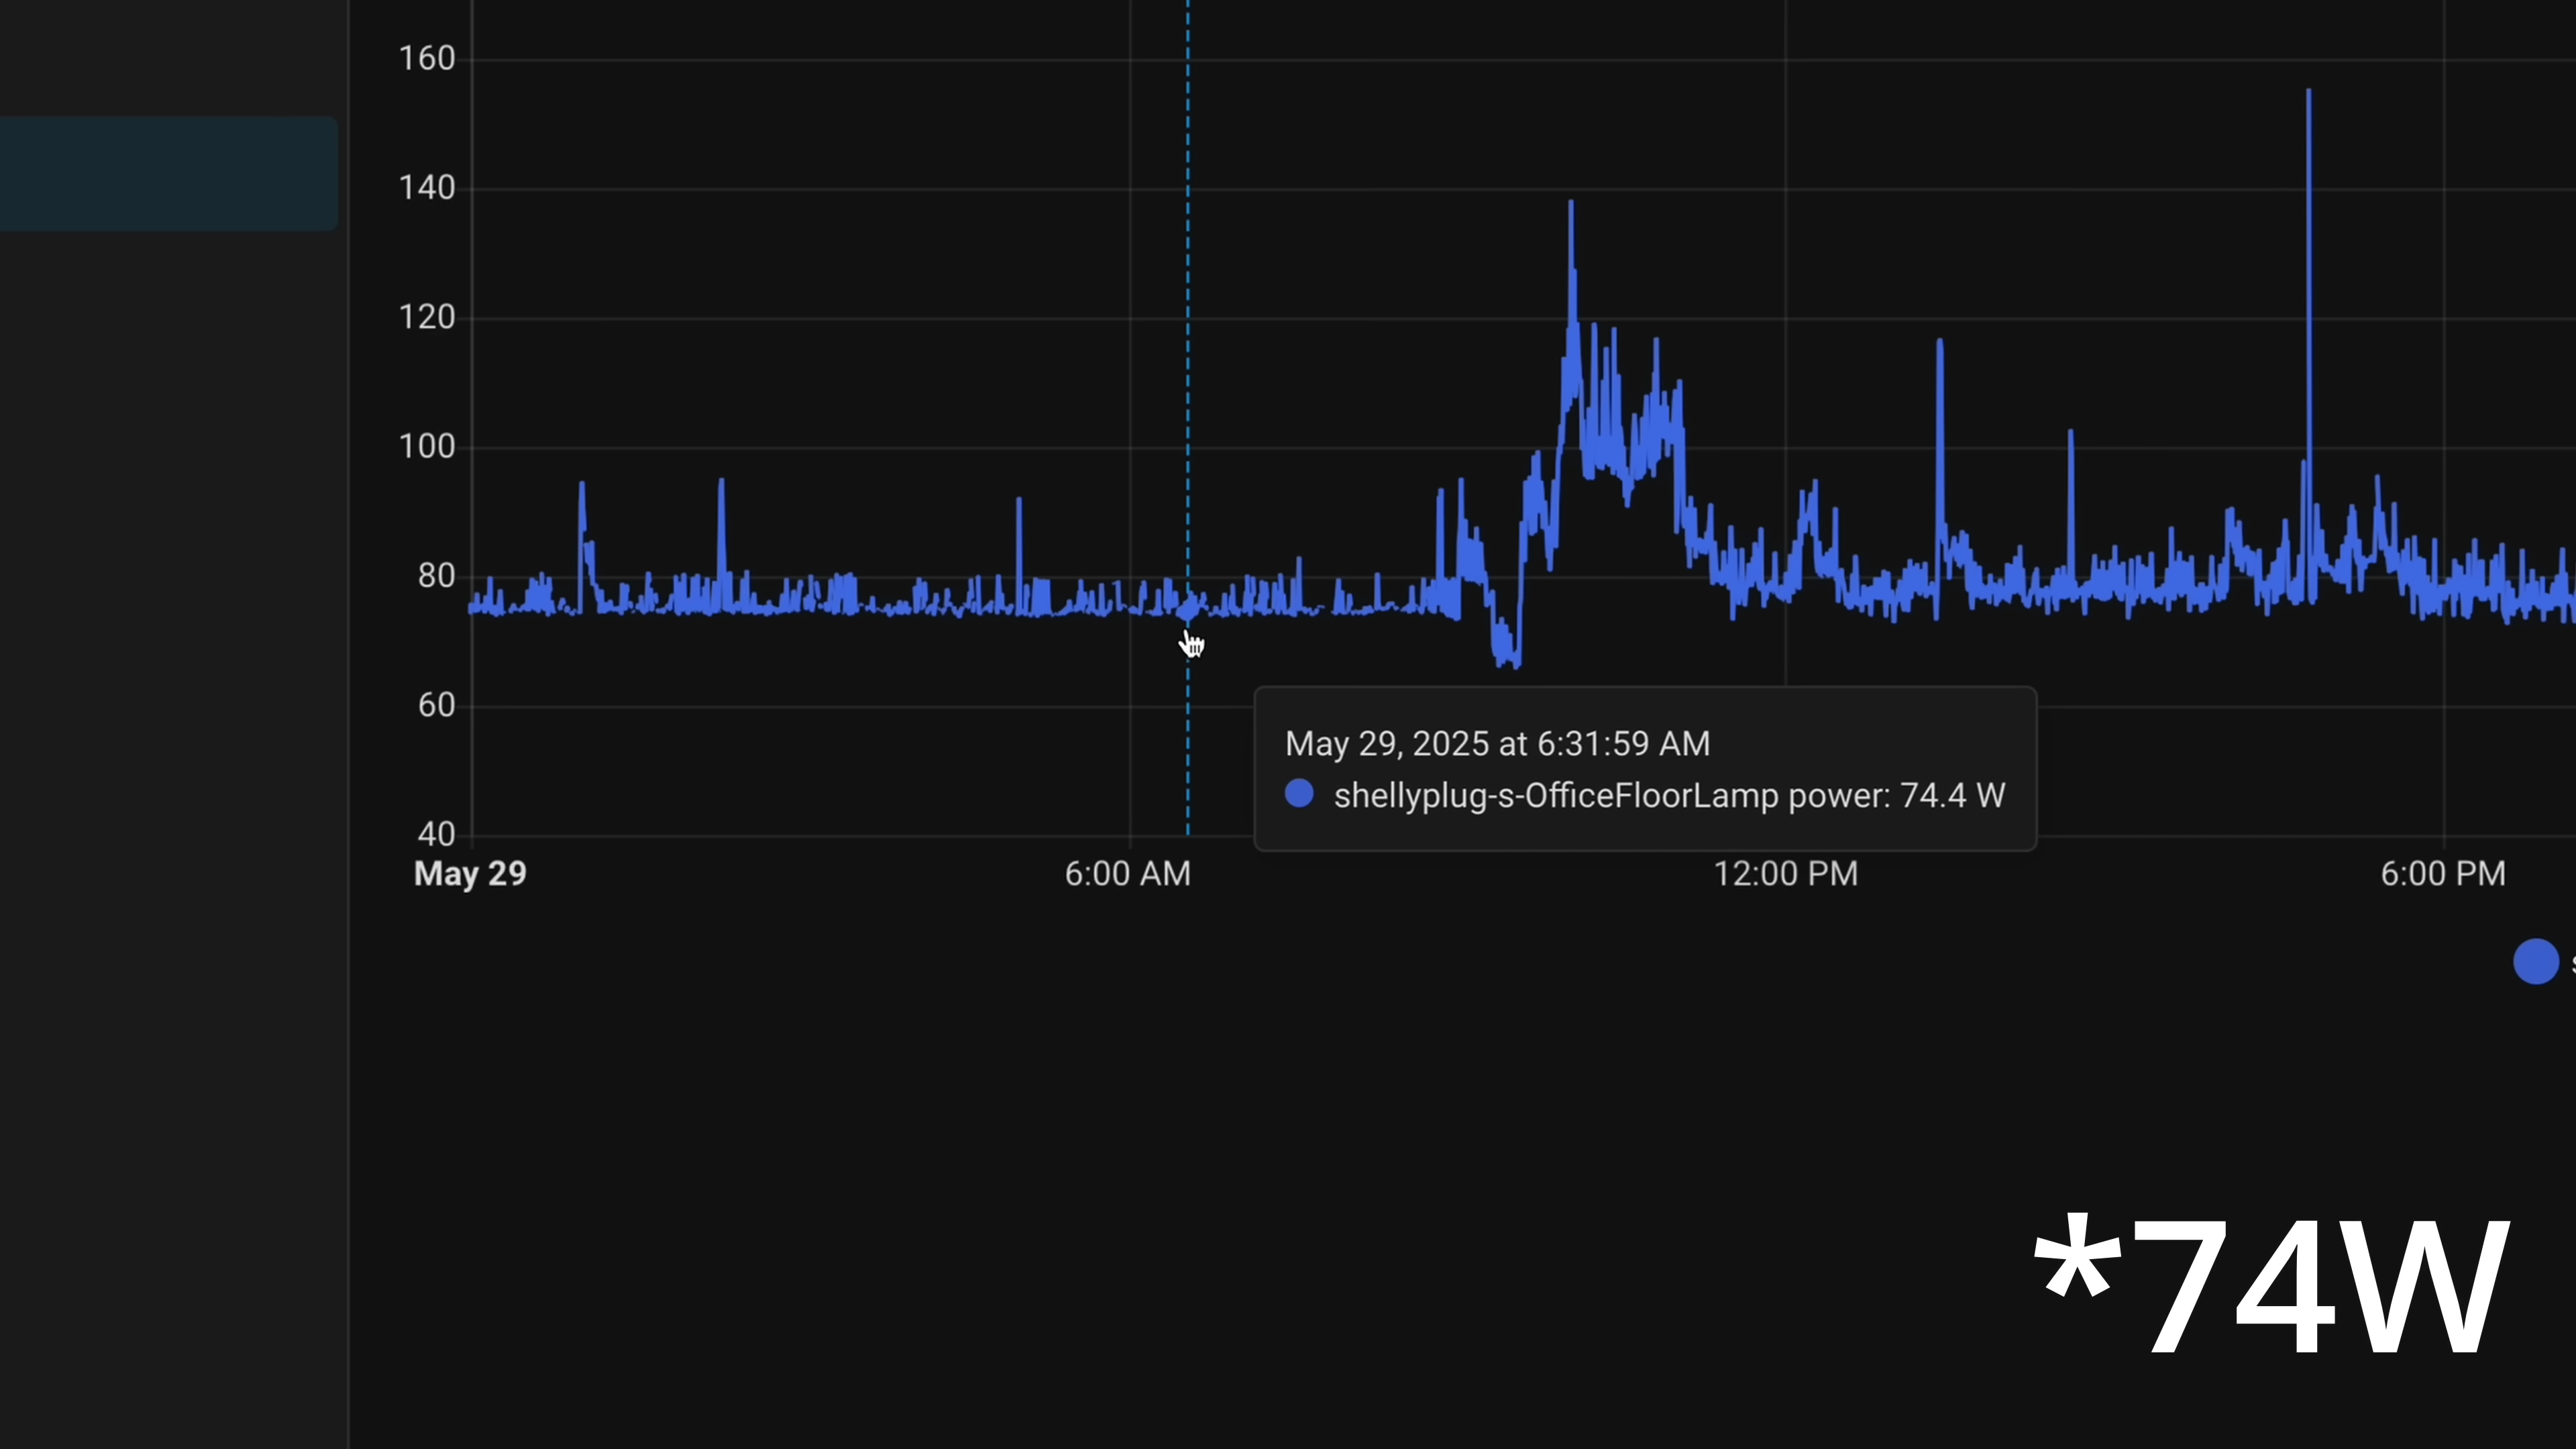 160
140
120
100
80
60
40
May 29, 2025 at 6:31:59 AM
shellyplug-s-OfficeFloorLamp power: 74.4 W
May 29
6:00 AM
12:00 PM
6:00 PM
*74W